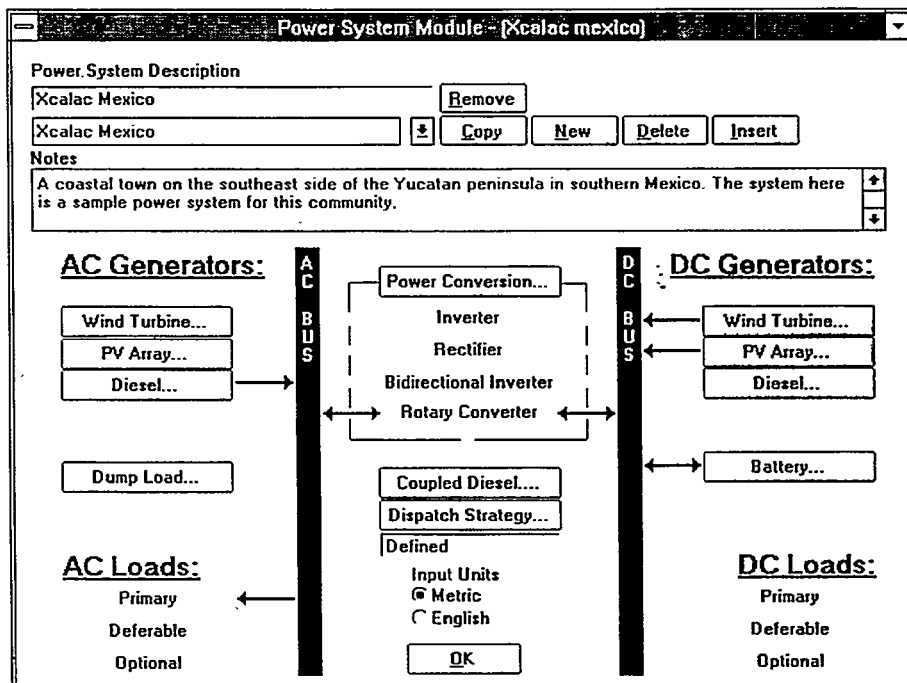 Power System Module - (Xcalac mexico)
Power System Description
Xcalac Mexico
Remove
Xcalac Mexico
Copy New Delete Insert
Notes
A coastal town on the southeast side of the Yucatan peninsula in southern Mexico. The system here
is a sample power system for this community.
AC Generators:
Wind Turbine...
PV Array...
Diesel...
Dump Load...
AC Loads:
Primary
Deferable
Optional
AC BUS
Power Conversion...
Inverter
Rectifier
Bidirectional Inverter
Rotary Converter
Coupled Diesel....
Dispatch Strategy...
Defined
Input Units
Metric
English
OK
DC BUS
DC Generators:
Wind Turbine...
PV Array...
Diesel...
Battery...
DC Loads:
Primary
Deferable
Optional